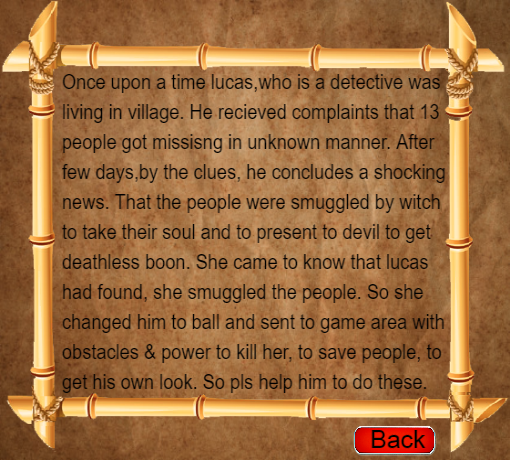 Once upon a time lucas,who is a detective was
living in village. He recieved complaints that 13
people got missisng in unknown manner. After
few days,by the clues, he concludes a shocking
news. That the people were smuggled by witch
to take their soul and to present to devil to get
deathless boon. She came to know that lucas
had found, she smuggled the people. So she
changed him to ball and sent to game area with
obstacles & power to kill her, to save people, to
get his own look. So pls help him to do these.
Back